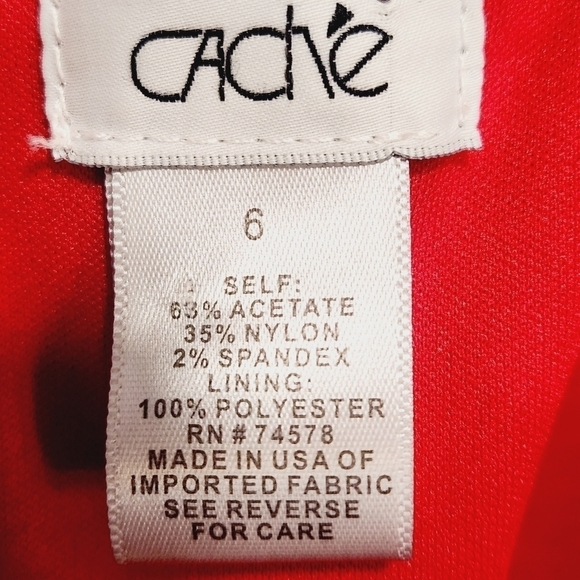 CAché
6
SELF:
63% ACETATE
35% NYLON
2% SPANDEX
LINING:
100% POLYESTER
RN # 74578
MADE IN USA OF
IMPORTED FABRIC
SEE REVERSE
FOR CARE